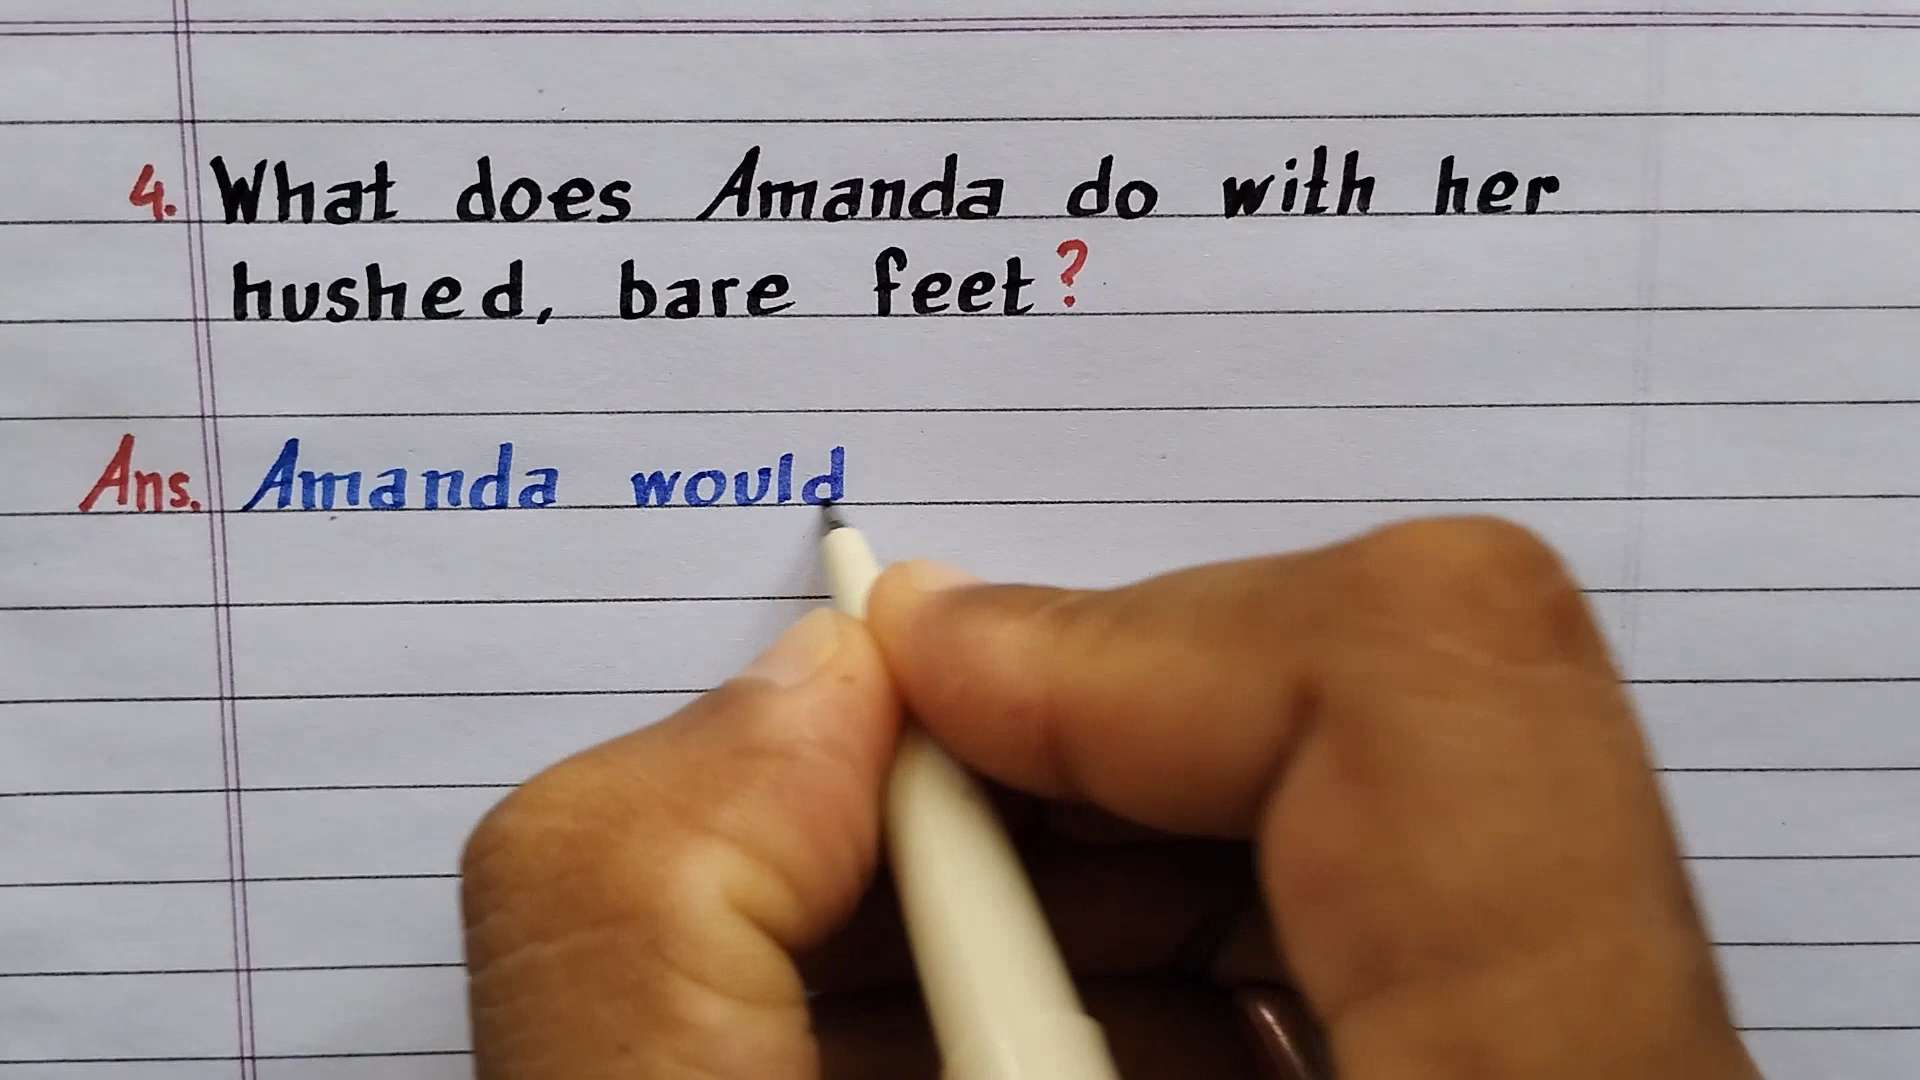 4. What does Amanda do with her
hushed, bare feet?
Ans. Amanda would